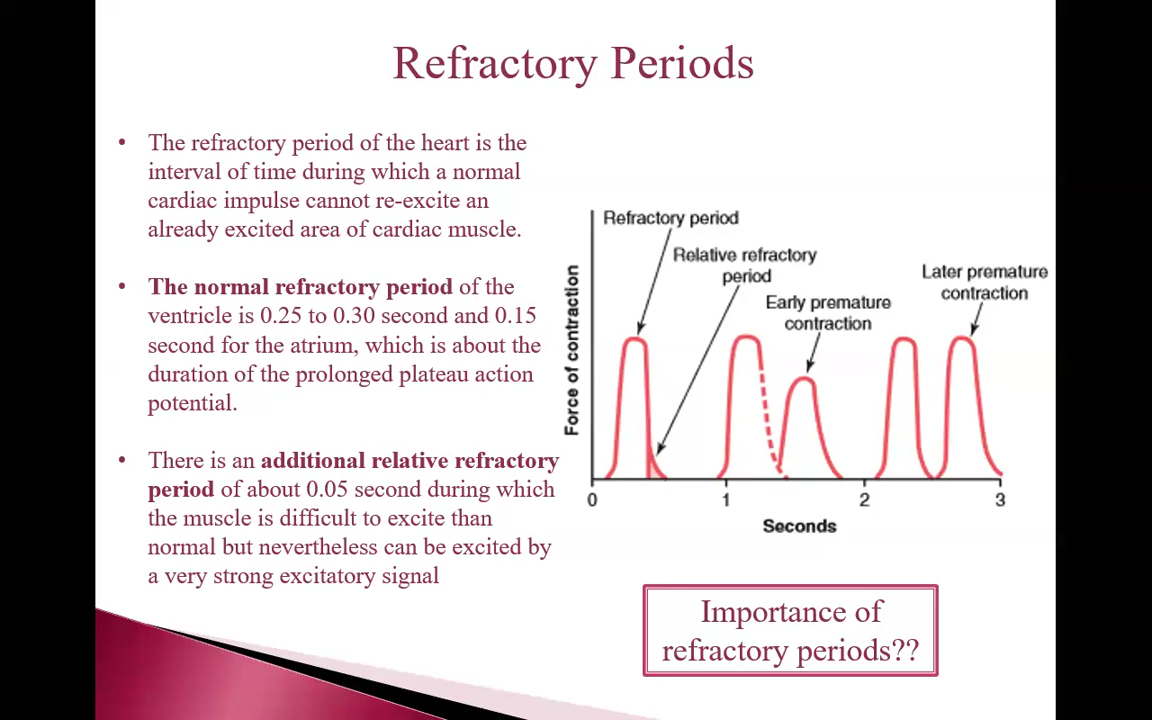 Refractory Periods
• The refractory period of the heart is the
interval of time during which a normal
cardiac impulse cannot re-excite an
already excited area of cardiac muscle.
• The normal refractory period of the
ventricle is 0.25 to 0.30 second and 0.15
second for the atrium, which is about the
duration of the prolonged plateau action
potential.
• There is an additional relative refractory
period of about 0.05 second during which
the muscle is difficult to excite than
normal but nevertheless can be excited by
a very strong excitatory signal
Refractory period
Relative refractory
period
Early premature
contraction
Later premature
contraction
Force of contraction
0 1 2 3
Seconds
Importance of
refractory periods??